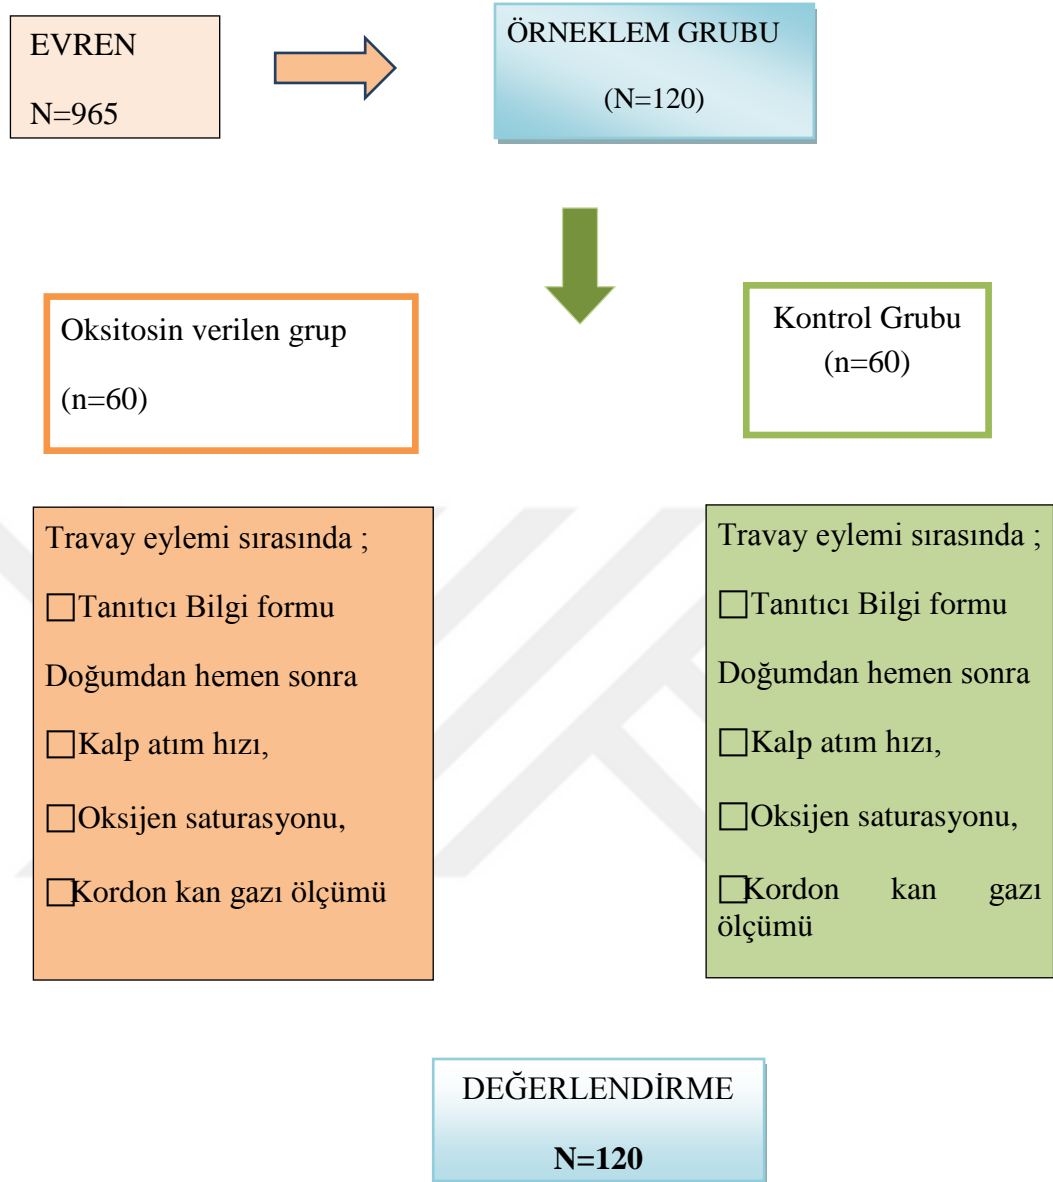 EVREN
N=965
ÖRNEKLEM GRUBU
(N=120)
Oksitosin verilen grup
(n=60)
Kontrol Grubu
(n=60)
Travay eylemi sırasında ;
☐Tanıtıcı Bilgi formu
Doğumdan hemen sonra
☐Kalp atım hızı,
☐Oksijen saturasyonu,
☐Kordon kan gazı ölçümü
Travay eylemi sırasında ;
☐Tanıtıcı Bilgi formu
Doğumdan hemen sonra
☐Kalp atım hızı,
☐Oksijen saturasyonu,
☐Kordon kan gazı
ölçümü
DEĞERLENDİRME
N=120